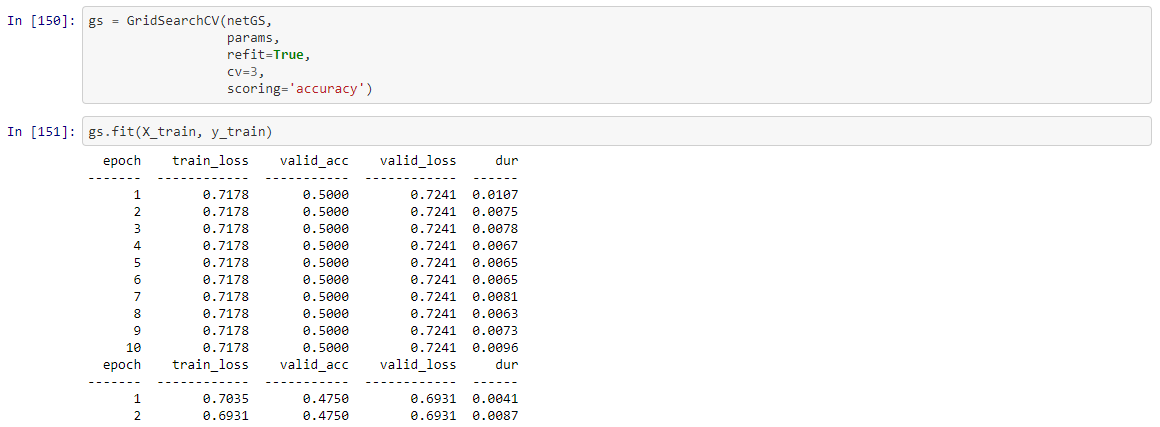 In [150]: gs = GridSearchCV(netGS,
params,
refit=True,
cv=3,
scoring='accuracy')
In [151]: gs.fit(X_train, y_train)
epoch train_loss valid_acc valid_loss dur
------- ------------ ----------- ------------ ------
1 0.7178 0.5000 0.7241 0.0107
2 0.7178 0.5000 0.7241 0.0075
3 0.7178 0.5000 0.7241 0.0078
4 0.7178 0.5000 0.7241 0.0067
5 0.7178 0.5000 0.7241 0.0065
6 0.7178 0.5000 0.7241 0.0065
7 0.7178 0.5000 0.7241 0.0081
8 0.7178 0.5000 0.7241 0.0063
9 0.7178 0.5000 0.7241 0.0073
10 0.7178 0.5000 0.7241 0.0096
epoch train_loss valid_acc valid_loss dur
------- ------------ ----------- ------------ ------
1 0.7035 0.4750 0.6931 0.0041
2 0.6931 0.4750 0.6931 0.0087